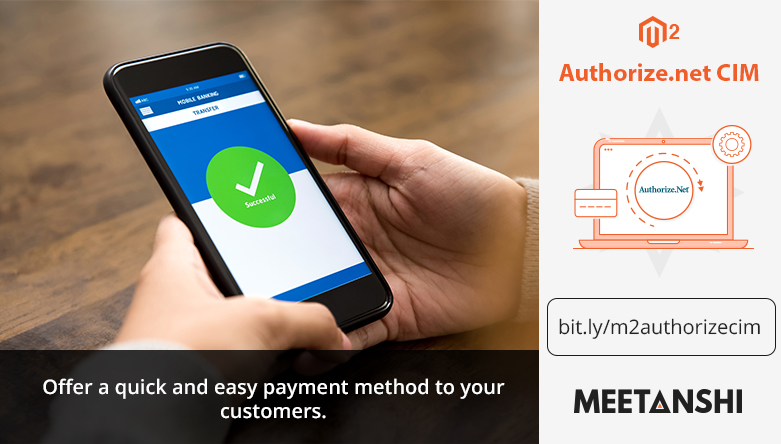 MOBILE BANKING
TRANSFER
Successful
Offer a quick and easy payment method to your
customers.
2
Authorize.net CIM
Authorize.Net
bit.ly/m2authorizecim
MEETANSHI